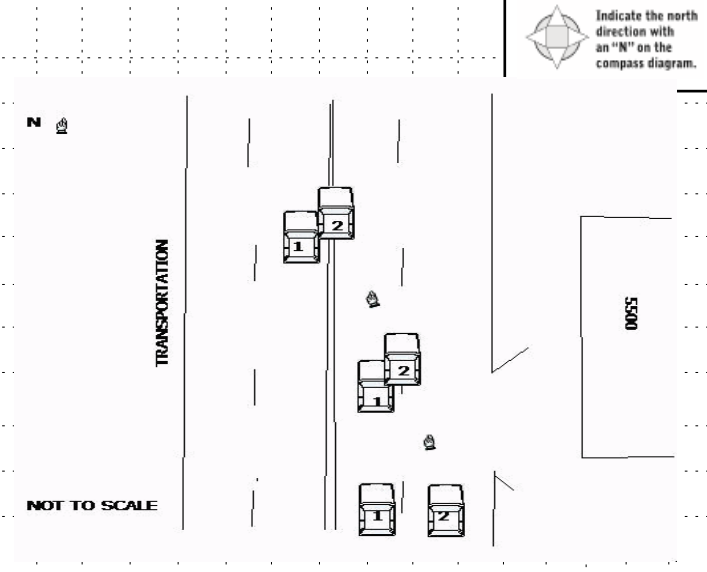 Indicate the north
direction with
an "N" on the
compass diagram.
N
2
1
TRANSPORTATION
5500
2
1
NOT TO SCALE
1
2